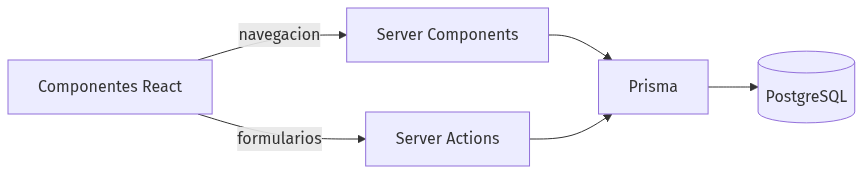 navegacion
Server Components
Componentes React
Prisma
PostgreSQL
formularios
Server Actions